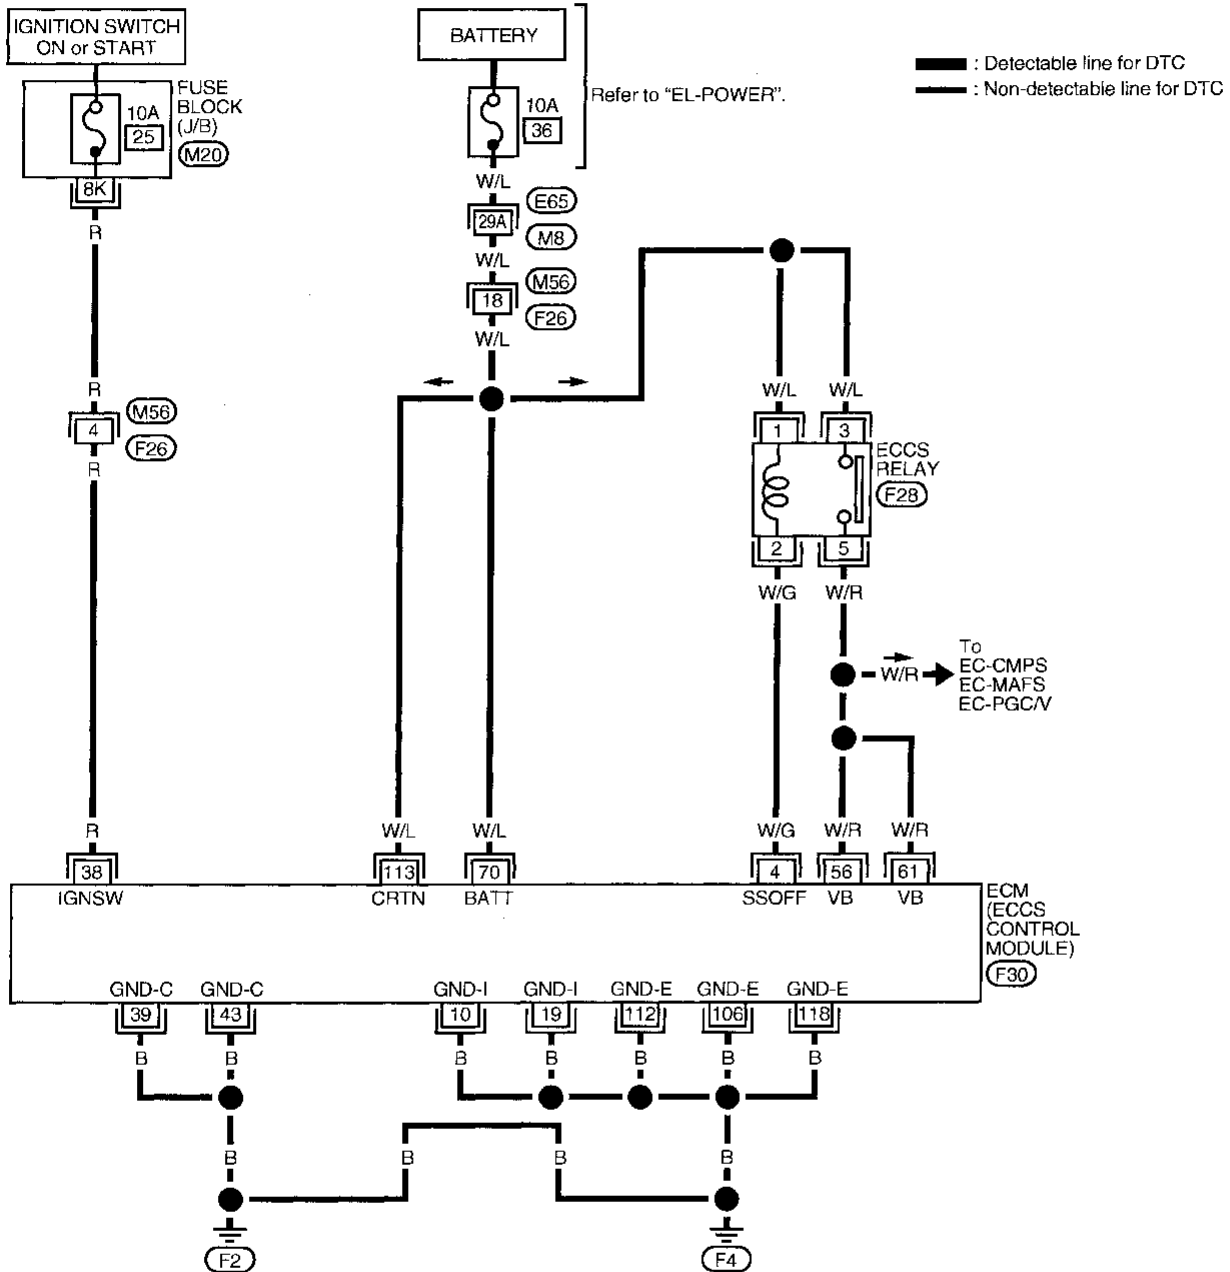 IGNITION SWITCH
ON or START
BATTERY
: Detectable line for DTC
: Non-detectable line for DTC
Refer to "EL-POWER".
FUSE
BLOCK
(J/B)
M20
10A
25
8K
10A
36
W/L
E65
29A
M8
W/L
M56
18
F26
W/L
R
R
M56
4
F26
R
W/L
W/L
1
3
ECCS
RELAY
F28
2
5
W/G
W/R
W/R
To
EC-CMPS
EC-MAFS
EC-PGC/V
R
W/L
W/L
W/G
W/R
W/R
38
113
70
4
56
61
IGNSW
CRTN
BATT
SSOFF
VB
VB
ECM
(ECCS
CONTROL
MODULE)
F30
GND-C
GND-C
GND-I
GND-I
GND-E
GND-E
GND-E
39
43
10
19
112
106
118
B
B
B
B
B
B
B
B
B
B
B
F2
F4